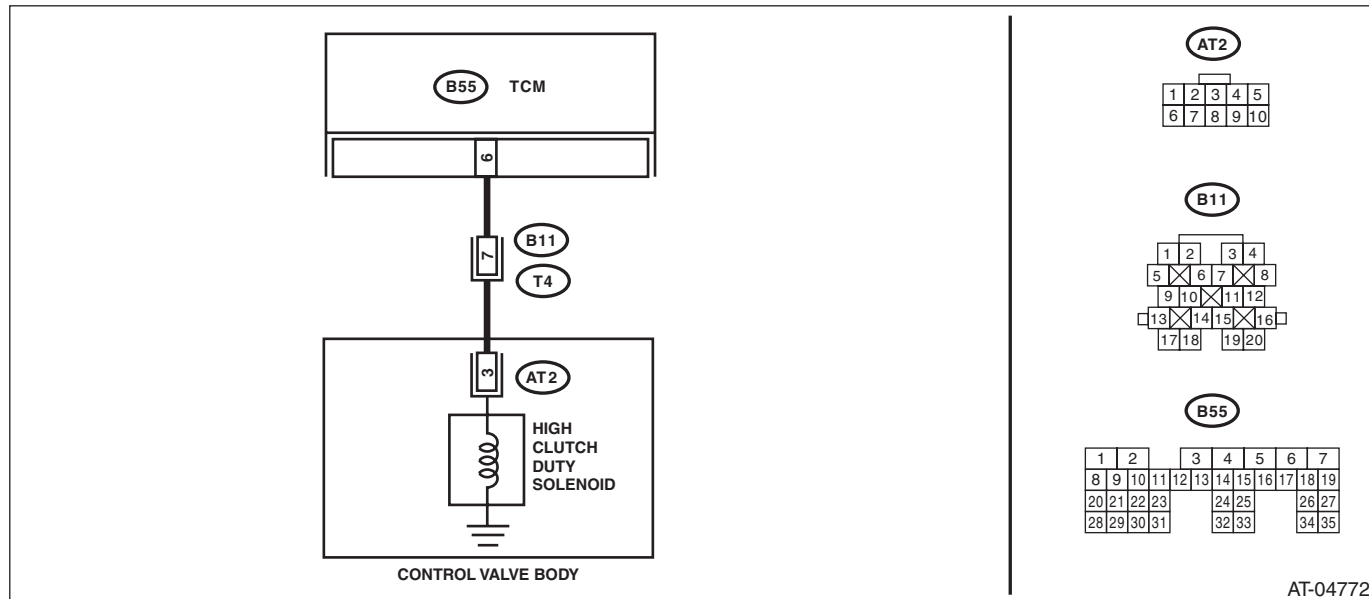 B55 TCM
6
7
B11
T4
3
AT2
HIGH
CLUTCH
DUTY
SOLENOID
CONTROL VALVE BODY
AT2
1 2 3 4 5
6 7 8 9 10
B11
1 2 3 4
5 6 7 8
9 10 11 12
13 14 15 16
17 18 19 20
B55
1 2 3 4 5 6 7
8 9 10 11 12 13 14 15 16 17 18 19
20 21 22 23 24 25 26 27
28 29 30 31 32 33 34 35
AT-04772